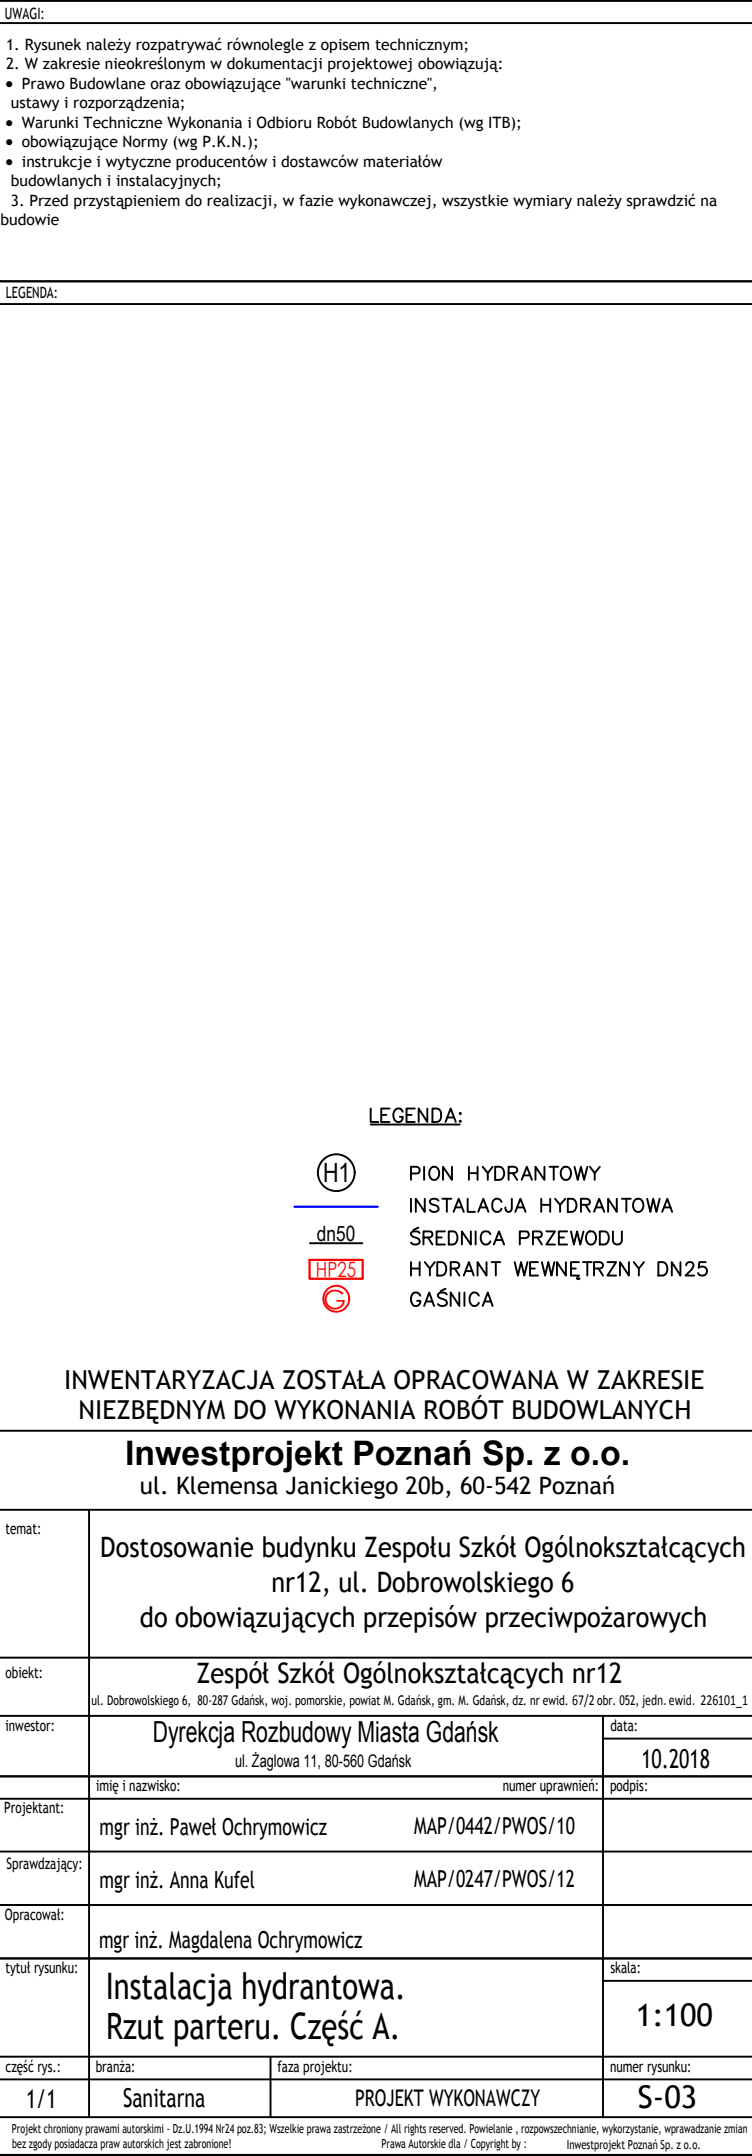 UWAGI:
1. Rysunek należy rozpatrywać równolegle z opisem technicznym;
2. W zakresie nieokreślonym w dokumentacji projektowej obowiązują:
• Prawo Budowlane oraz obowiązujące "warunki techniczne",
ustawy i rozporządzenia;
• Warunki Techniczne Wykonania i Odbioru Robót Budowlanych (wg ITB);
• obowiązujące Normy (wg P.K.N.);
• instrukcje i wytyczne producentów i dostawców materiałów
budowlanych i instalacyjnych;
3. Przed przystąpieniem do realizacji, w fazie wykonawczej, wszystkie wymiary należy sprawdzić na
budowie
LEGENDA:
LEGENDA:
H1 PION HYDRANTOWY
INSTALACJA HYDRANTOWA
dn50 ŚREDNICA PRZEWODU
HP25 HYDRANT WEWNĘTRZNY DN25
G GAŚNICA
INWENTARYZACJA ZOSTAŁA OPRACOWANA W ZAKRESIE
NIEZBĘDNYM DO WYKONANIA ROBÓT BUDOWLANYCH
Inwestprojekt Poznań Sp. z o.o.
ul. Klemensa Janickiego 20b, 60-542 Poznań
temat:
Dostosowanie budynku Zespołu Szkół Ogólnokształcących
nr12, ul. Dobrowolskiego 6
do obowiązujących przepisów przeciwpożarowych
obiekt:
Zespół Szkół Ogólnokształcących nr12
ul. Dobrowolskiego 6, 80-287 Gdańsk, woj. pomorskie, powiat M. Gdańsk, gm. M. Gdańsk, dz. nr ewid. 67/2 obr. 052, jedn. ewid. 226101_1
inwestor:
Dyrekcja Rozbudowy Miasta Gdańsk
ul. Żaglowa 11, 80-560 Gdańsk
data:
10.2018
imię i nazwisko: numer uprawnień: podpis:
Projektant:
mgr inż. Paweł Ochrymowicz MAP/0442/PWOS/10
Sprawdzający:
mgr inż. Anna Kufel MAP/0247/PWOS/12
Opracował:
mgr inż. Magdalena Ochrymowicz
tytuł rysunku:
Instalacja hydrantowa.
Rzut parteru. Część A.
skala:
1:100
część rys.: branża: faza projektu: numer rysunku:
1/1 Sanitarna PROJEKT WYKONAWCZY S-03
Projekt chroniony prawami autorskimi - Dz.U.1994 Nr24 poz.83; Wszelkie prawa zastrzeżone / All rights reserved. Powielanie , rozpowszechnianie, wykorzystanie, wprawadzanie zmian
bez zgody posiadacza praw autorskich jest zabronione! Prawa Autorskie dla / Copyright by : Inwestprojekt Poznań Sp. z o.o.